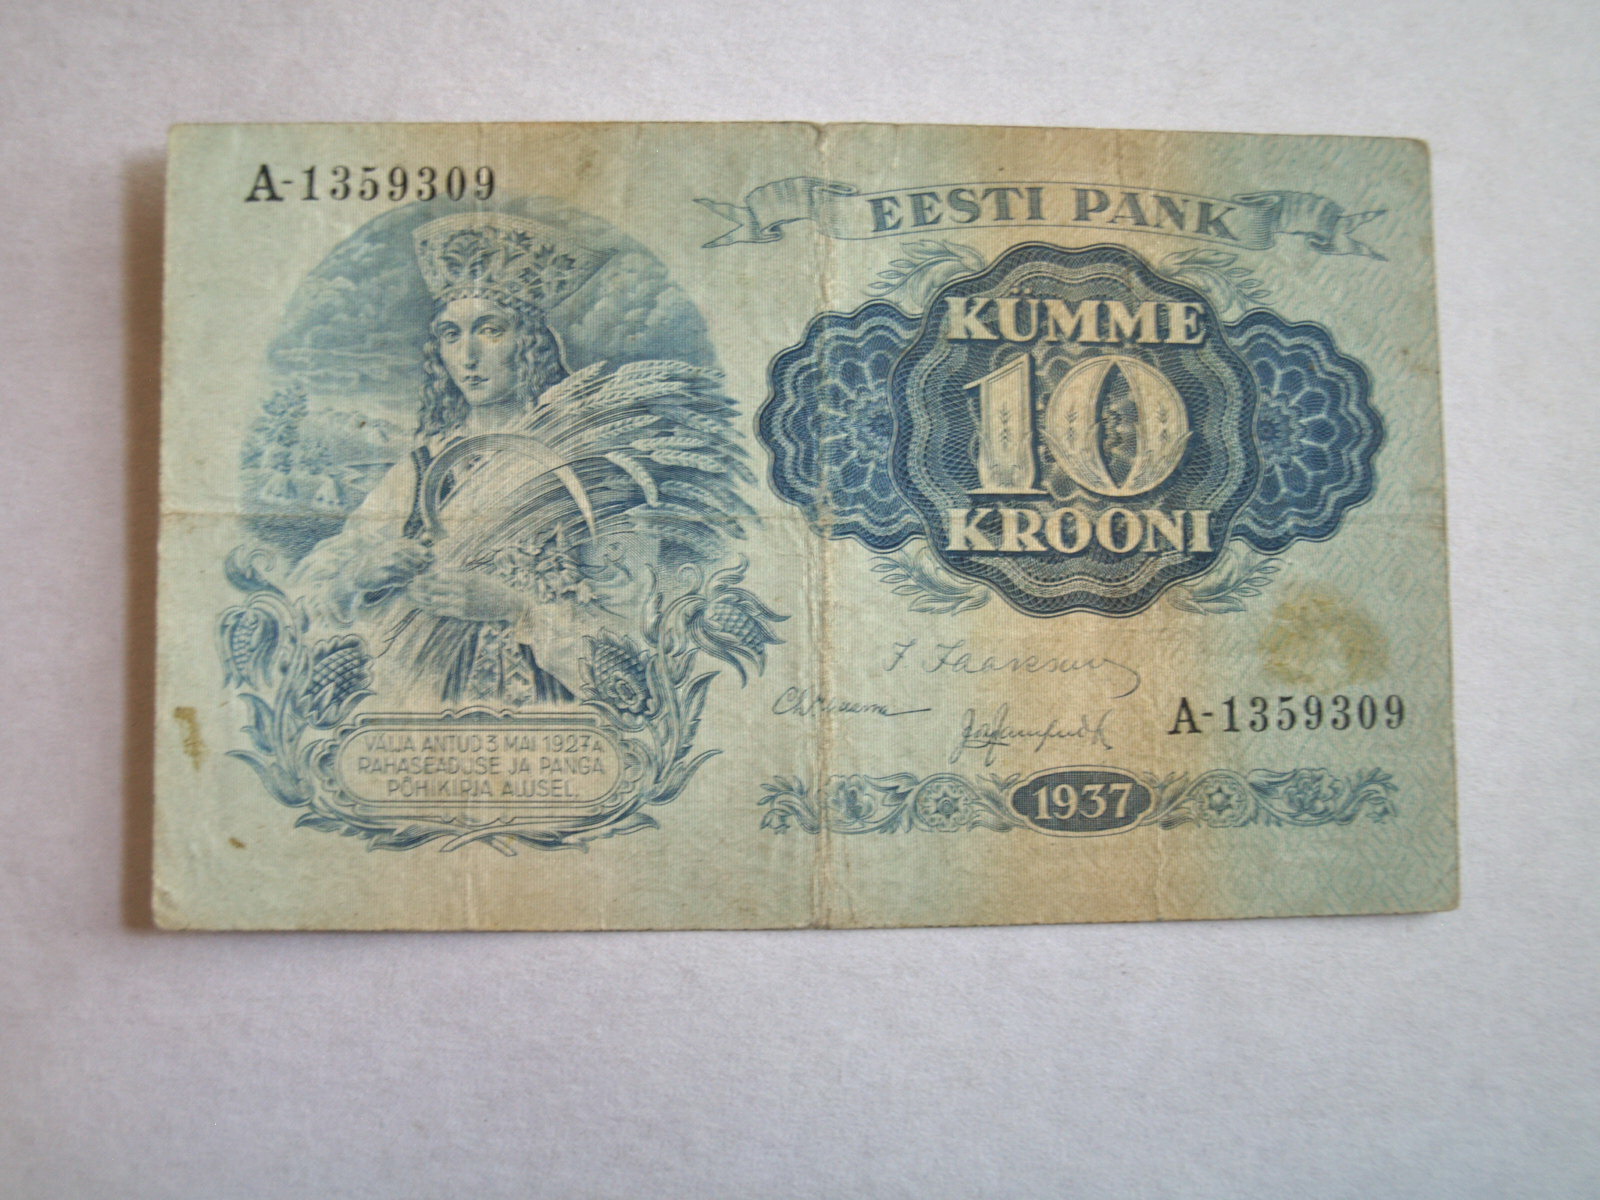 A-1359309
EESTI PANK
KÜMME
10
KROONI
A-1359309
VÄLJA ANTUD 3 MAI 1927 A
RAHASEADUSE JA PANGA
PÕHIKIRJA ALUSEL.
1937